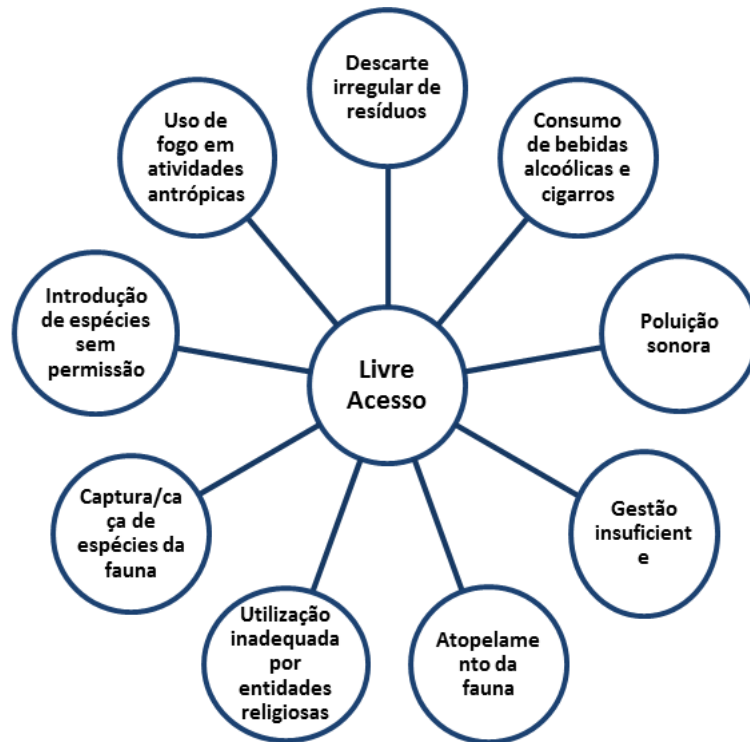 Descarte
irregular de
resíduos
Consumo
de bebidas
alcoólicas e
cigarros
Poluição
sonora
Gestão
insuficient
e
Atopelame
nto da
fauna
Utilização
inadequada
por
entidades
religiosas
Captura/ca
ça de
espécies da
fauna
Introdução
de espécies
sem
permissão
Uso de
fogo em
atividades
antrópicas
Livre
Acesso